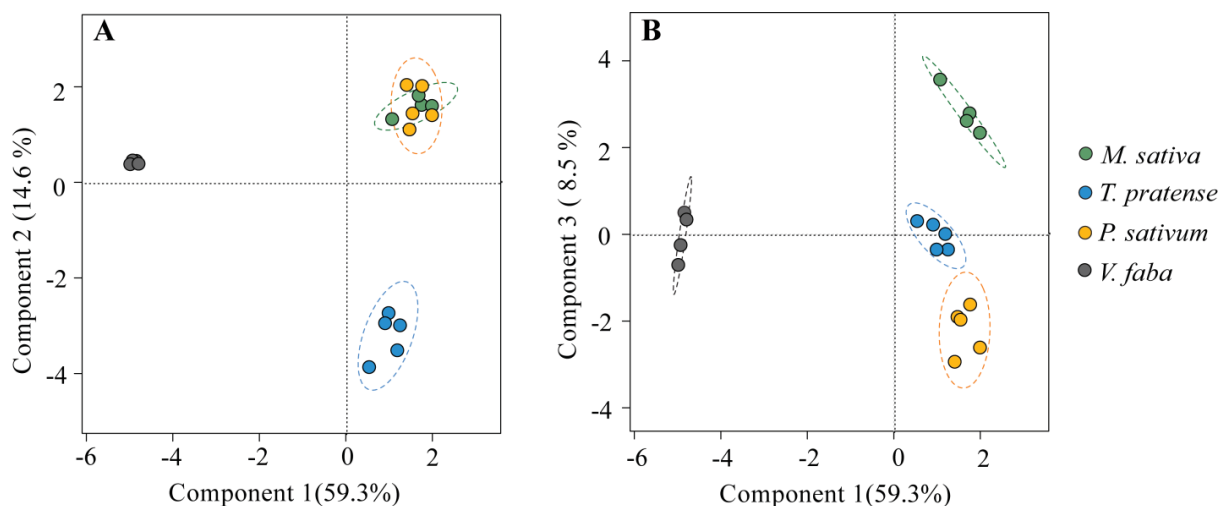 A
2
0
-2
-4
-6
-4
-2
0
2
Component 2 (14.6 %)
Component 1(59.3%)
B
4
2
0
-2
-4
-6
-4
-2
0
2
Component 3 ( 8.5 %)
Component 1(59.3%)
M. sativa
T. pratense
P. sativum
V. faba